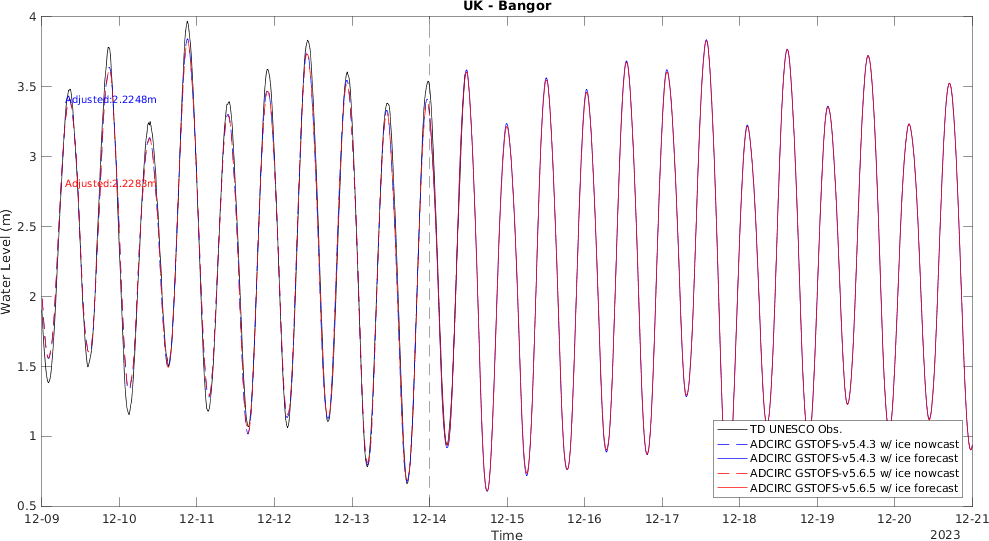 UK - Bangor
4
3.5
3
2.5
2
1.5
1
0.5
Water Level (m)
Adjusted:2.2248m
Adjusted:2.2283m
TD UNESCO Obs.
ADCIRC GSTOFS-v5.4.3 w/ ice nowcast
ADCIRC GSTOFS-v5.4.3 w/ ice forecast
ADCIRC GSTOFS-v5.6.5 w/ ice nowcast
ADCIRC GSTOFS-v5.6.5 w/ ice forecast
12-09 12-10 12-11 12-12 12-13 12-14 12-15 12-16 12-17 12-18 12-19 12-20 12-21
Time
2023